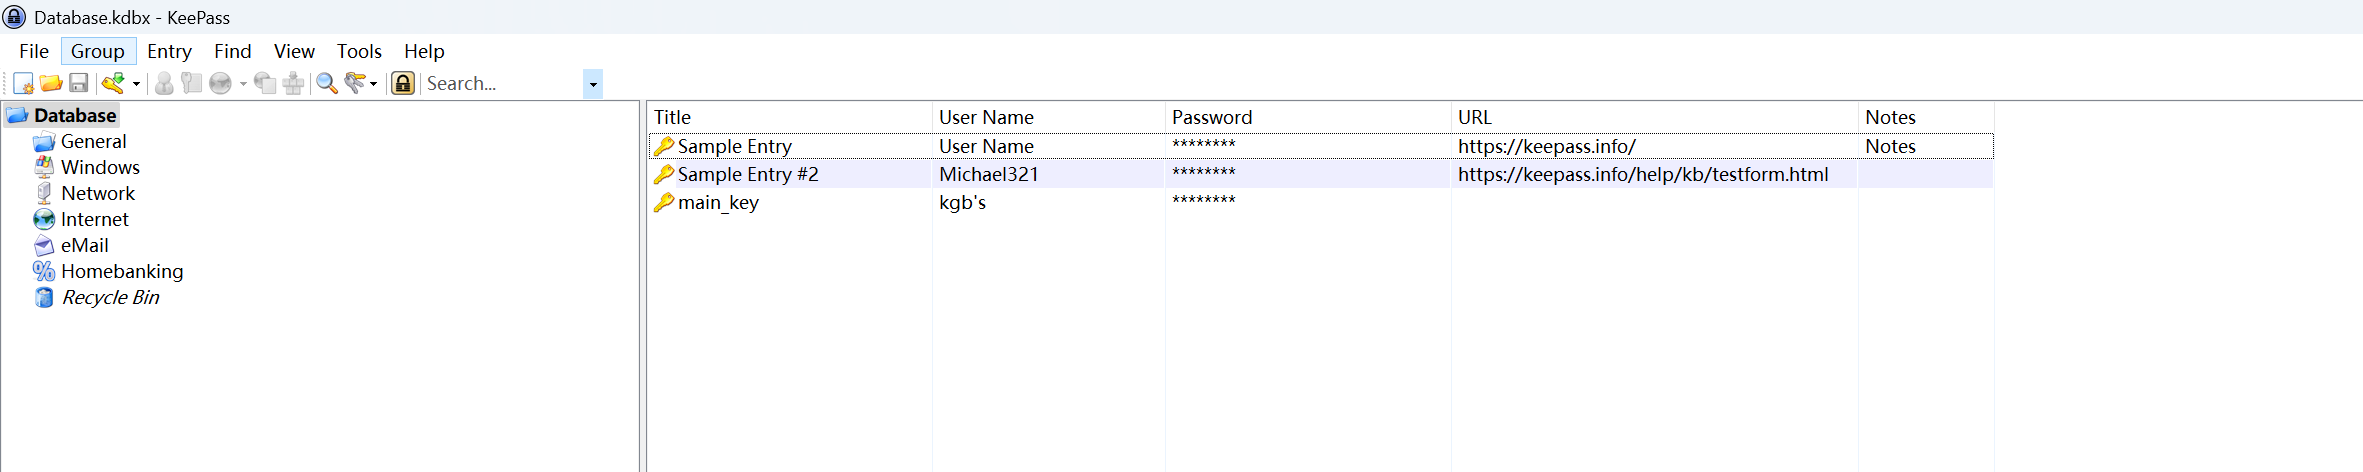 Database.kdbx - KeePass
File Group Entry Find View Tools Help
Search...
Database
General
Windows
Network
Internet
eMail
Homebanking
Recycle Bin
Title User Name Password URL Notes
Sample Entry User Name ******** https://keepass.info/ Notes
Sample Entry #2 Michael321 ******** https://keepass.info/help/kb/testform.html
main_key kgb's ********